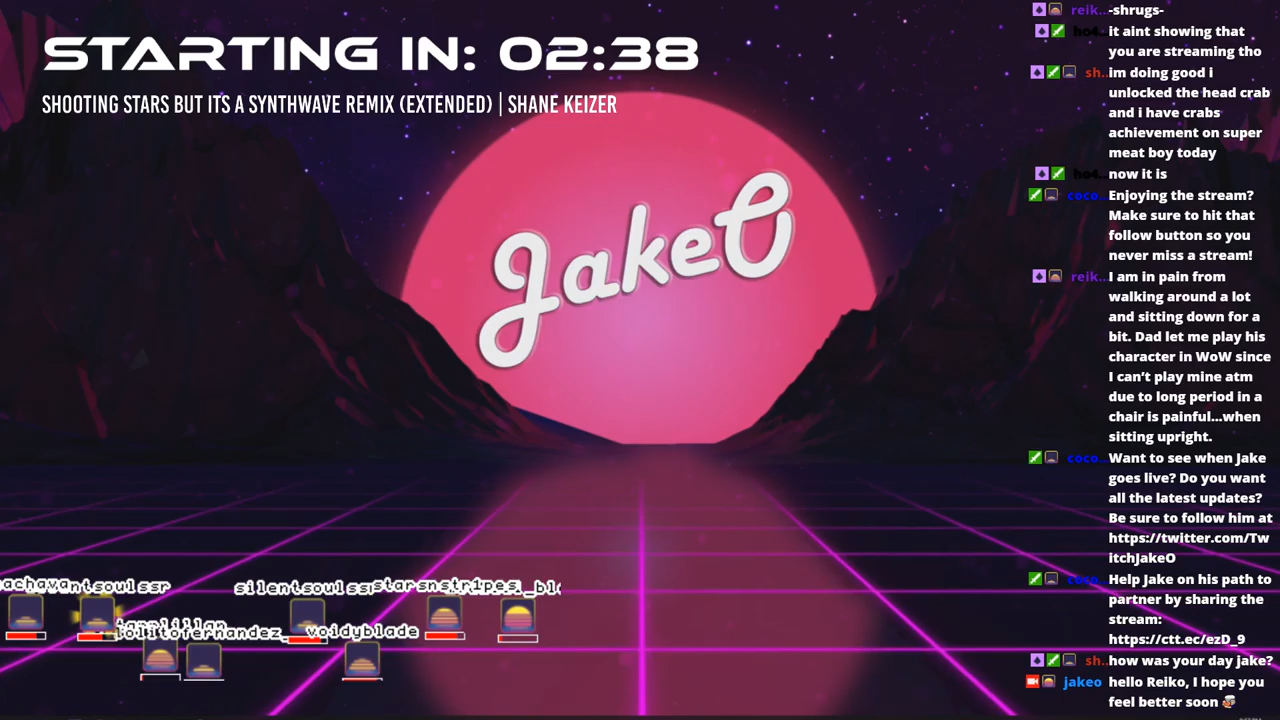 STARTING IN: 02:38
SHOOTING STARS BUT ITS A SYNTHWAVE REMIX (EXTENDED) | SHANE KEIZER
JakeO
reik.. -shrugs-
ho4.. it aint showing that
you are streaming tho
sh.. im doing good i
unlocked the head crab
and i have crabs
achievement on super
meat boy today
ho4.. now it is
coco.. Enjoying the stream?
Make sure to hit that
follow button so you
never miss a stream!
reik.. I am in pain from
walking around a lot
and sitting down for a
bit. Dad let me play his
character in WoW since
I can't play mine atm
due to long period in a
chair is painful...when
sitting upright.
coco.. Want to see when Jake
goes live? Do you want
all the latest updates?
Be sure to follow him at
https://twitter.com/Tw
itchJakeO
coco.. Help Jake on his path to
partner by sharing the
stream:
https://ctt.ec/ezD_9
sh.. how was your day jake?
jakeo hello Reiko, I hope you
feel better soon
silentsoulssr starsnstripes_bl
lolitofernandez_ voidyblade